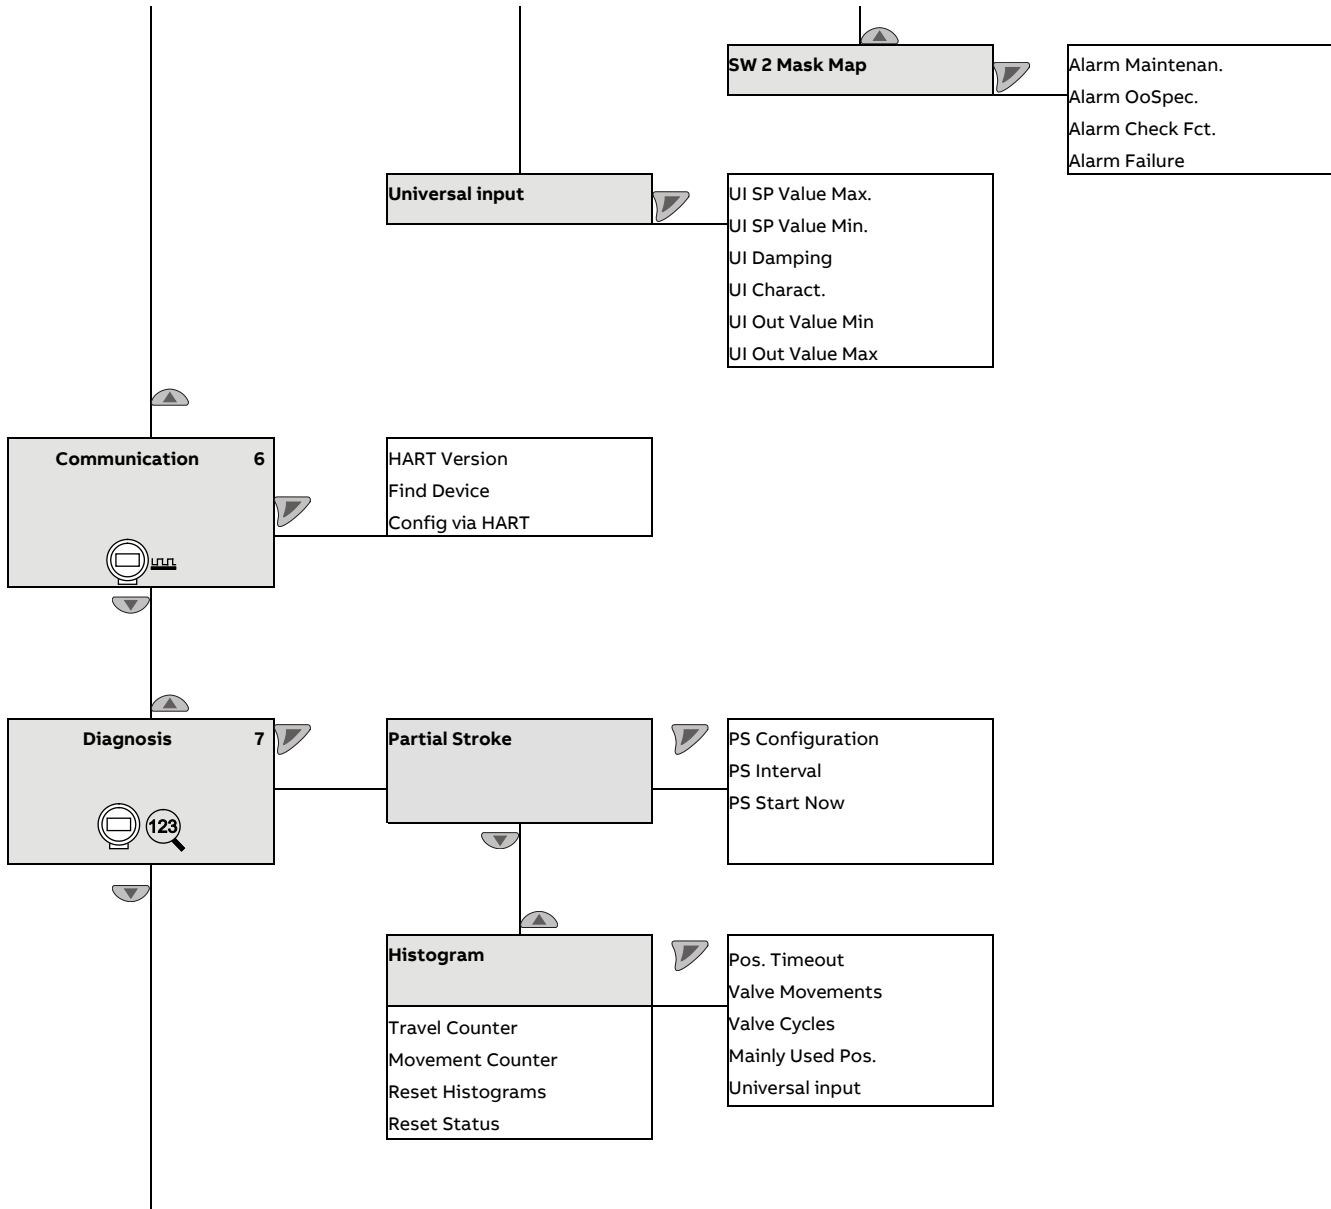 SW 2 Mask Map
Alarm Maintenan.
Alarm OoSpec.
Alarm Check Fct.
Alarm Failure
Universal input
UI SP Value Max.
UI SP Value Min.
UI Damping
UI Charact.
UI Out Value Min
UI Out Value Max
Communication 6
HART Version
Find Device
Config via HART
Diagnosis 7
123
Partial Stroke
PS Configuration
PS Interval
PS Start Now
Histogram
Travel Counter
Movement Counter
Reset Histograms
Reset Status
Pos. Timeout
Valve Movements
Valve Cycles
Mainly Used Pos.
Universal input